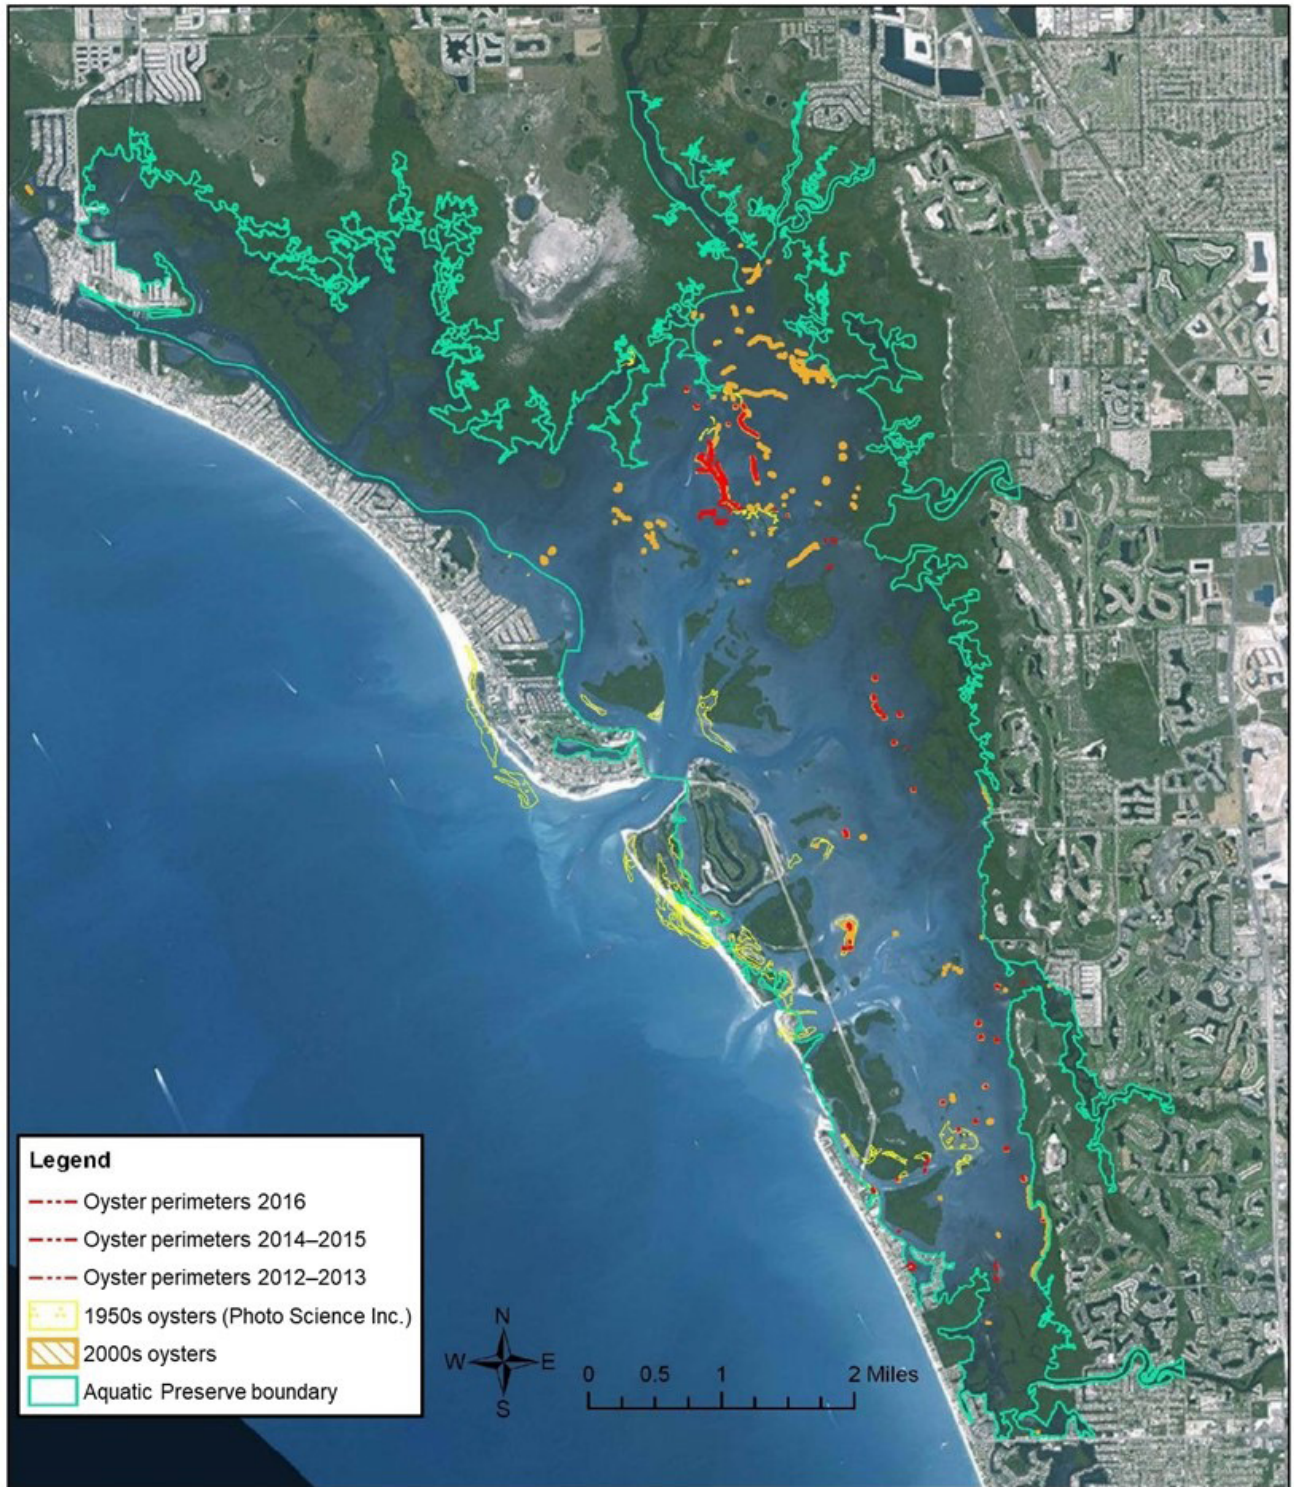 Legend
Oyster perimeters 2016
Oyster perimeters 2014–2015
Oyster perimeters 2012–2013
1950s oysters (Photo Science Inc.)
2000s oysters
Aquatic Preserve boundary
N
W E
S
0 0.5 1 2 Miles